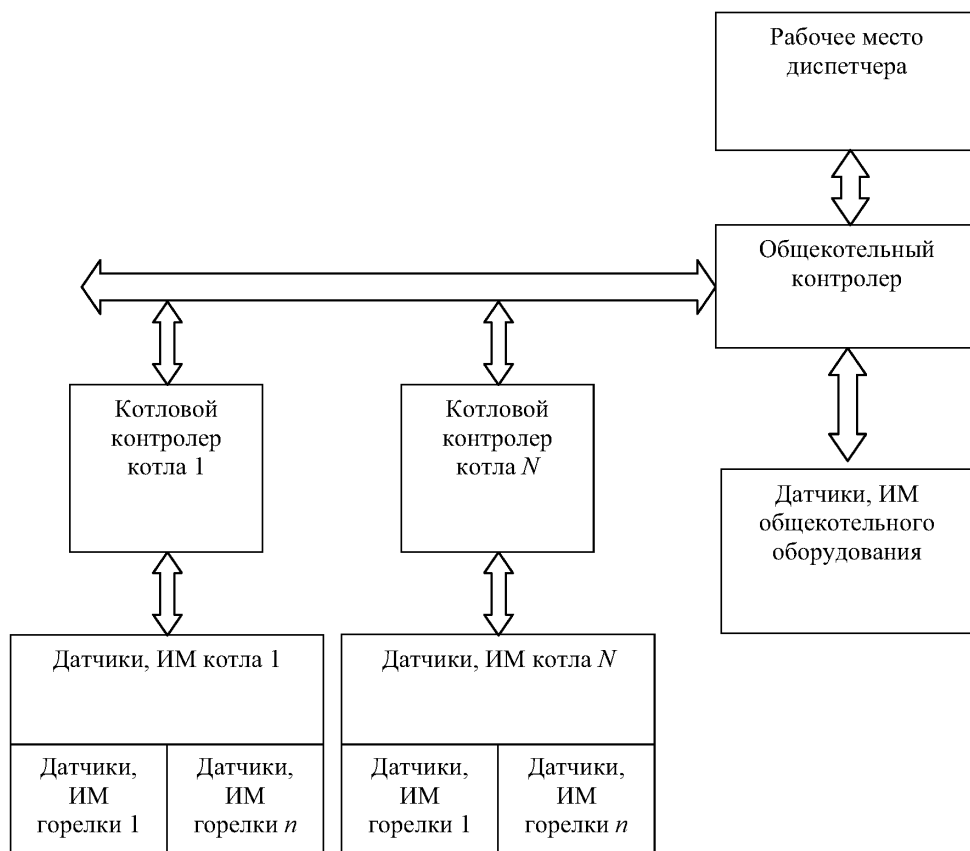 Рабочее место
диспетчера
Общекотельный
контролер
Котловой
контролер
котла 1
Котловой
контролер
котла N
Датчики, ИМ
общекотельного
оборудования
Датчики, ИМ котла 1
Датчики, ИМ котла N
Датчики,
ИМ
горелки 1
Датчики,
ИМ
горелки n
Датчики,
ИМ
горелки 1
Датчики,
ИМ
горелки n